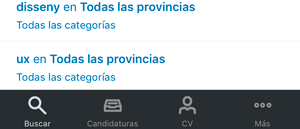 disseny en Todas las provincias
Todas las categorías
ux en Todas las provincias
Todas las categorías
Buscar Candidaturas CV Más